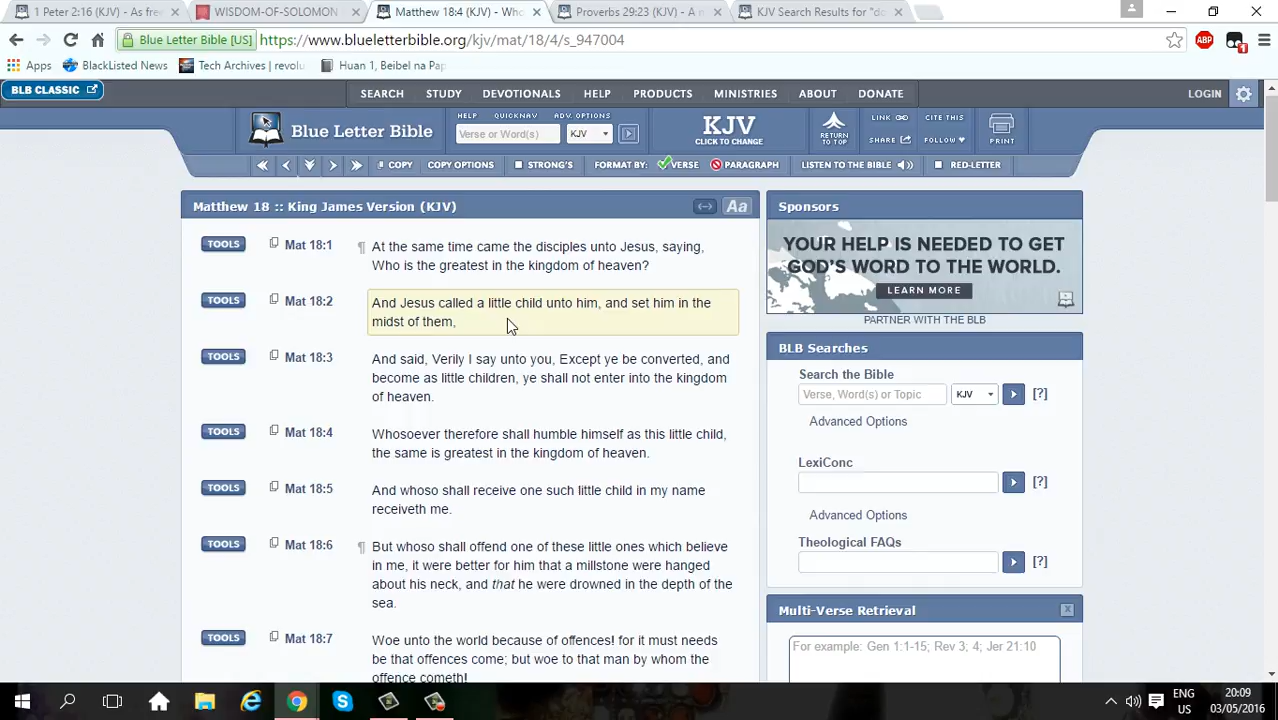 1 Peter 2:16 (KJV) - As free
WISDOM-OF-SOLOMON
Matthew 18:4 (KJV) - Who
Proverbs 29:23 (KJV) - A m
KJV Search Results for "do
Blue Letter Bible [US]
https://www.blueletterbible.org/kjv/mat/18/4/s_947004
ABP
Apps
BlackListed News
Tech Archives | revolu
Huan 1, Beibel na Pap
BLB CLASSIC
SEARCH STUDY DEVOTIONALS HELP PRODUCTS MINISTRIES ABOUT DONATE
LOGIN
Blue Letter Bible
HELP QUICKNAV ADV. OPTIONS
Verse or Word(s)
KJV
KJV
CLICK TO CHANGE
RETURN
TO TOP
LINK CITE THIS
SHARE FOLLOW
PRINT
COPY COPY OPTIONS STRONG'S FORMAT BY: VERSE PARAGRAPH LISTEN TO THE BIBLE RED-LETTER
Matthew 18 :: King James Version (KJV)
Aa
TOOLS Mat 18:1 ¶ At the same time came the disciples unto Jesus, saying,
Who is the greatest in the kingdom of heaven?
TOOLS Mat 18:2 And Jesus called a little child unto him, and set him in the
midst of them,
TOOLS Mat 18:3 And said, Verily I say unto you, Except ye be converted, and
become as little children, ye shall not enter into the kingdom
of heaven.
TOOLS Mat 18:4 Whosoever therefore shall humble himself as this little child,
the same is greatest in the kingdom of heaven.
TOOLS Mat 18:5 And whoso shall receive one such little child in my name
receiveth me.
TOOLS Mat 18:6 ¶ But whoso shall offend one of these little ones which believe
in me, it were better for him that a millstone were hanged
about his neck, and that he were drowned in the depth of the
sea.
TOOLS Mat 18:7 Woe unto the world because of offences! for it must needs
be that offences come; but woe to that man by whom the
offence cometh!
Sponsors
YOUR HELP IS NEEDED TO GET
GOD'S WORD TO THE WORLD.
LEARN MORE
PARTNER WITH THE BLB
BLB Searches
Search the Bible
Verse, Word(s) or Topic
KJV
[?]
Advanced Options
LexiConc
[?]
Advanced Options
Theological FAQs
[?]
Multi-Verse Retrieval
x
For example: Gen 1:1-15; Rev 3; 4; Jer 21:10
ENG
US
20:09
03/05/2016